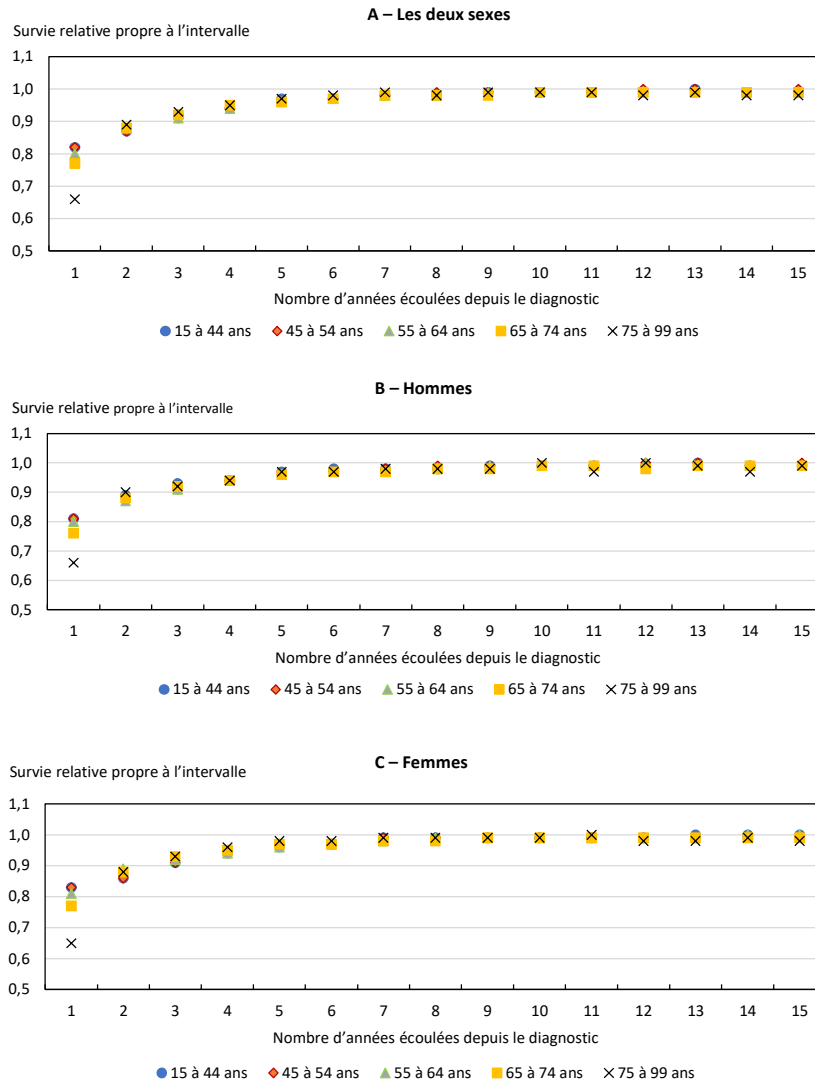 A – Les deux sexes
Survie relative propre à l’intervalle
1,1
1,0
0,9
0,8
0,7
0,6
0,5
1 2 3 4 5 6 7 8 9 10 11 12 13 14 15
Nombre d’années écoulées depuis le diagnostic
15 à 44 ans 45 à 54 ans 55 à 64 ans 65 à 74 ans 75 à 99 ans
B – Hommes
Survie relative propre à l’intervalle
1,1
1,0
0,9
0,8
0,7
0,6
0,5
1 2 3 4 5 6 7 8 9 10 11 12 13 14 15
Nombre d’années écoulées depuis le diagnostic
15 à 44 ans 45 à 54 ans 55 à 64 ans 65 à 74 ans 75 à 99 ans
C – Femmes
Survie relative propre à l’intervalle
1,1
1,0
0,9
0,8
0,7
0,6
0,5
1 2 3 4 5 6 7 8 9 10 11 12 13 14 15
Nombre d’années écoulées depuis le diagnostic
15 à 44 ans 45 à 54 ans 55 à 64 ans 65 à 74 ans 75 à 99 ans